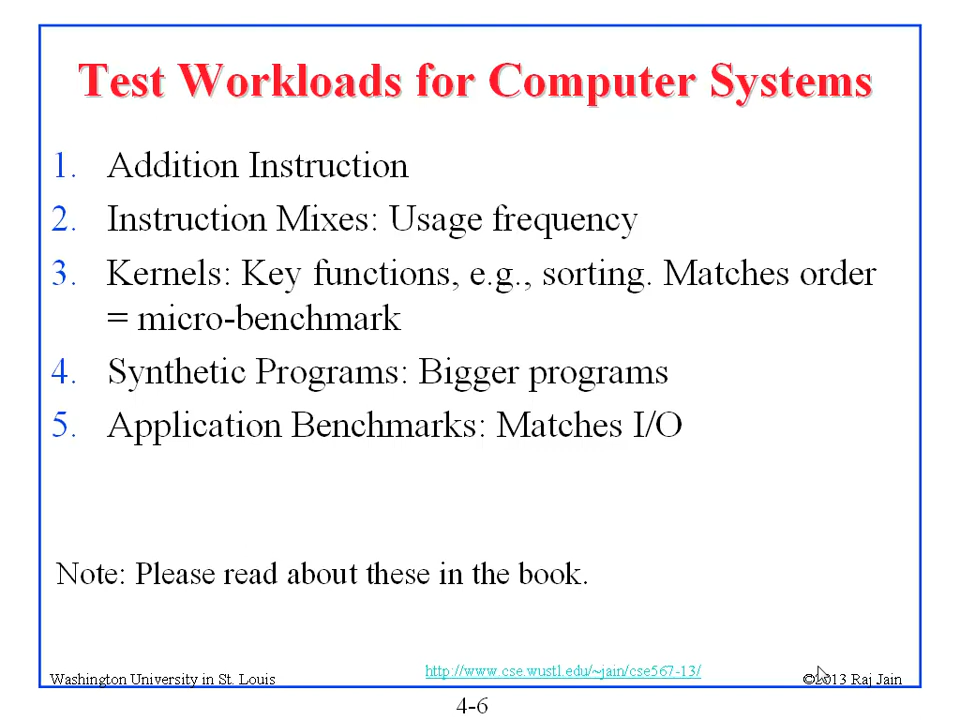 Test Workloads for Computer Systems
1. Addition Instruction
2. Instruction Mixes: Usage frequency
3. Kernels: Key functions, e.g., sorting. Matches order
= micro-benchmark
4. Synthetic Programs: Bigger programs
5. Application Benchmarks: Matches I/O
Note: Please read about these in the book.
Washington University in St. Louis
http://www.cse.wustl.edu/~jain/cse567-13/
©2013 Raj Jain
4-6